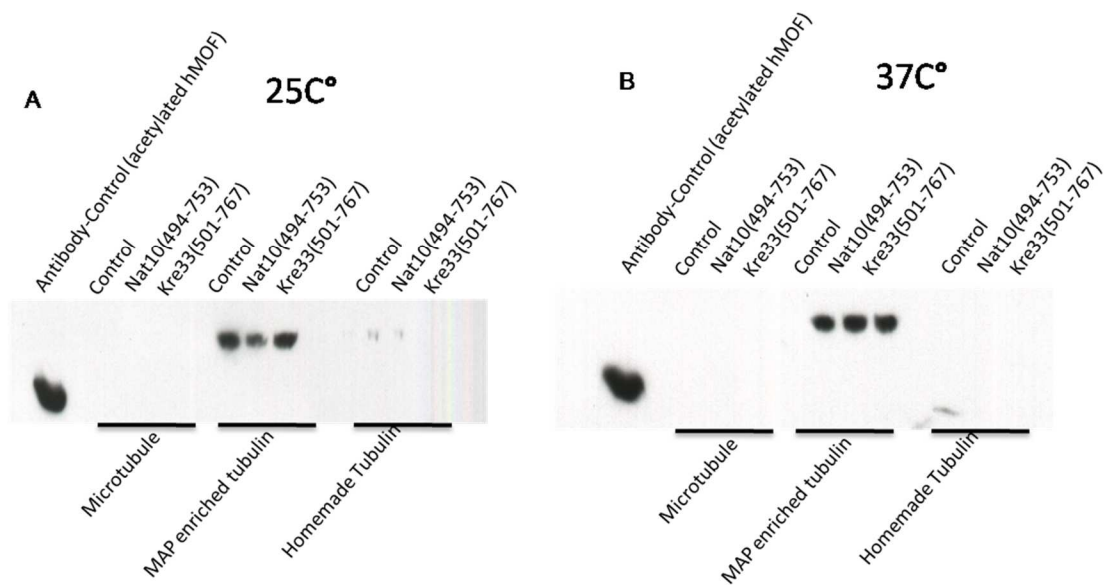 A
25C°
Antibody-Control (acetylated hMOF)
Control
Nat10(494-753)
Kre33(501-767)
Control
Nat10(494-753)
Kre33(501-767)
Control
Nat10(494-753)
Kre33(501-767)
Microtubule
MAP enriched tubulin
Homemade Tubulin
B
37C°
Antibody-Control (acetylated hMOF)
Control
Nat10(494-753)
Kre33(501-767)
Control
Nat10(494-753)
Kre33(501-767)
Control
Nat10(494-753)
Kre33(501-767)
Microtubule
MAP enriched tubulin
Homemade Tubulin